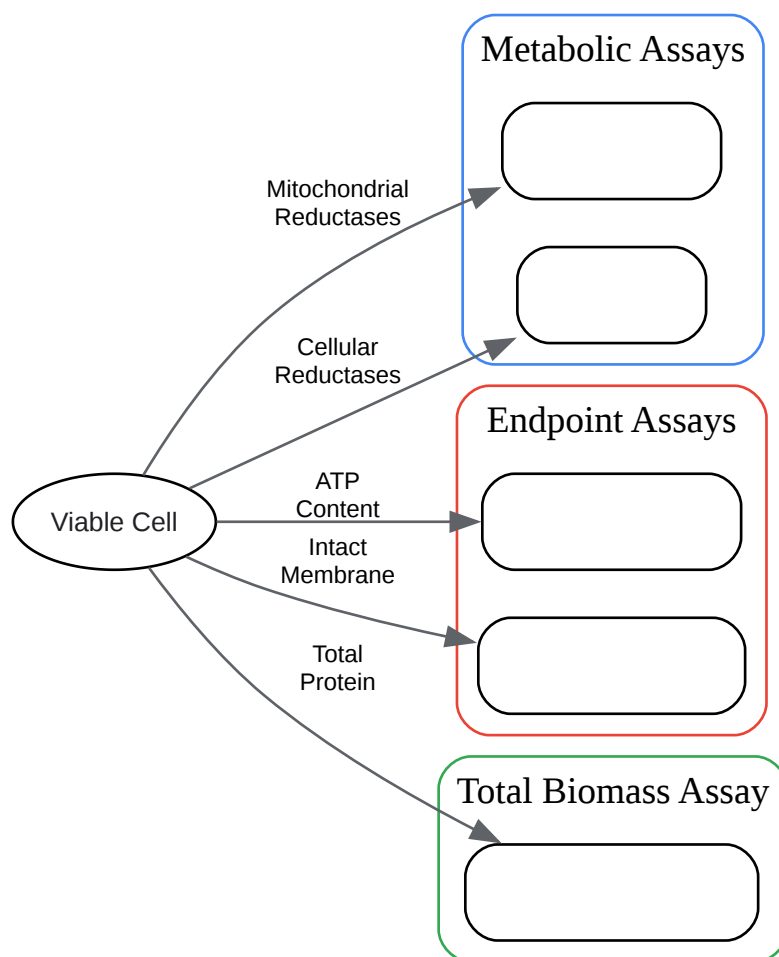 Metabolic Assays
Mitochondrial
Reductases
Cellular
Reductases
Endpoint Assays
ATP
Content
Viable Cell
Intact
Membrane
Total
Protein
Total Biomass Assay